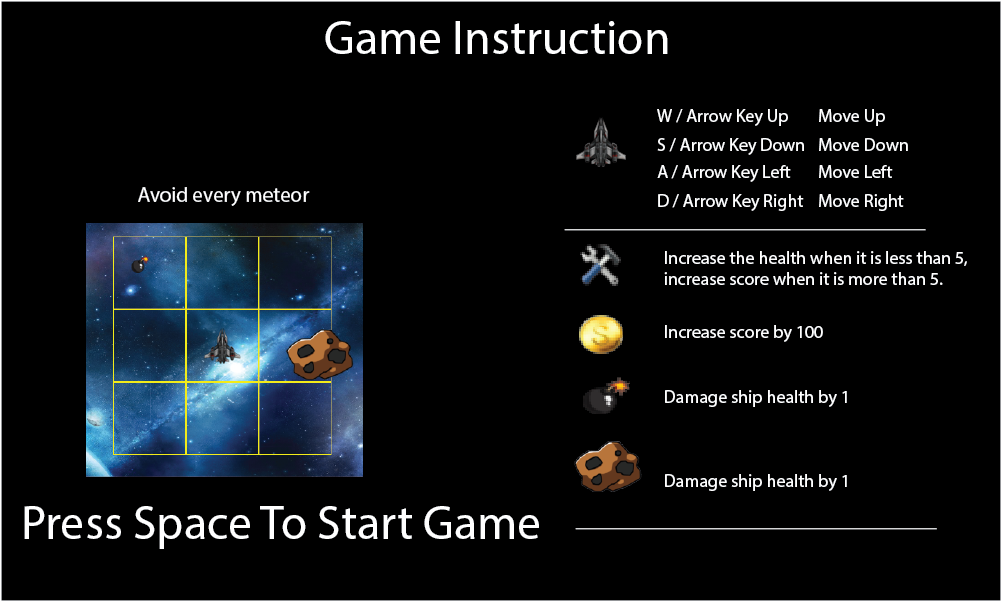 Game Instruction
Avoid every meteor
Press Space To Start Game
W / Arrow Key Up Move Up
S / Arrow Key Down Move Down
A / Arrow Key Left Move Left
D / Arrow Key Right Move Right
Increase the health when it is less than 5,
increase score when it is more than 5.
S
Increase score by 100
Damage ship health by 1
Damage ship health by 1